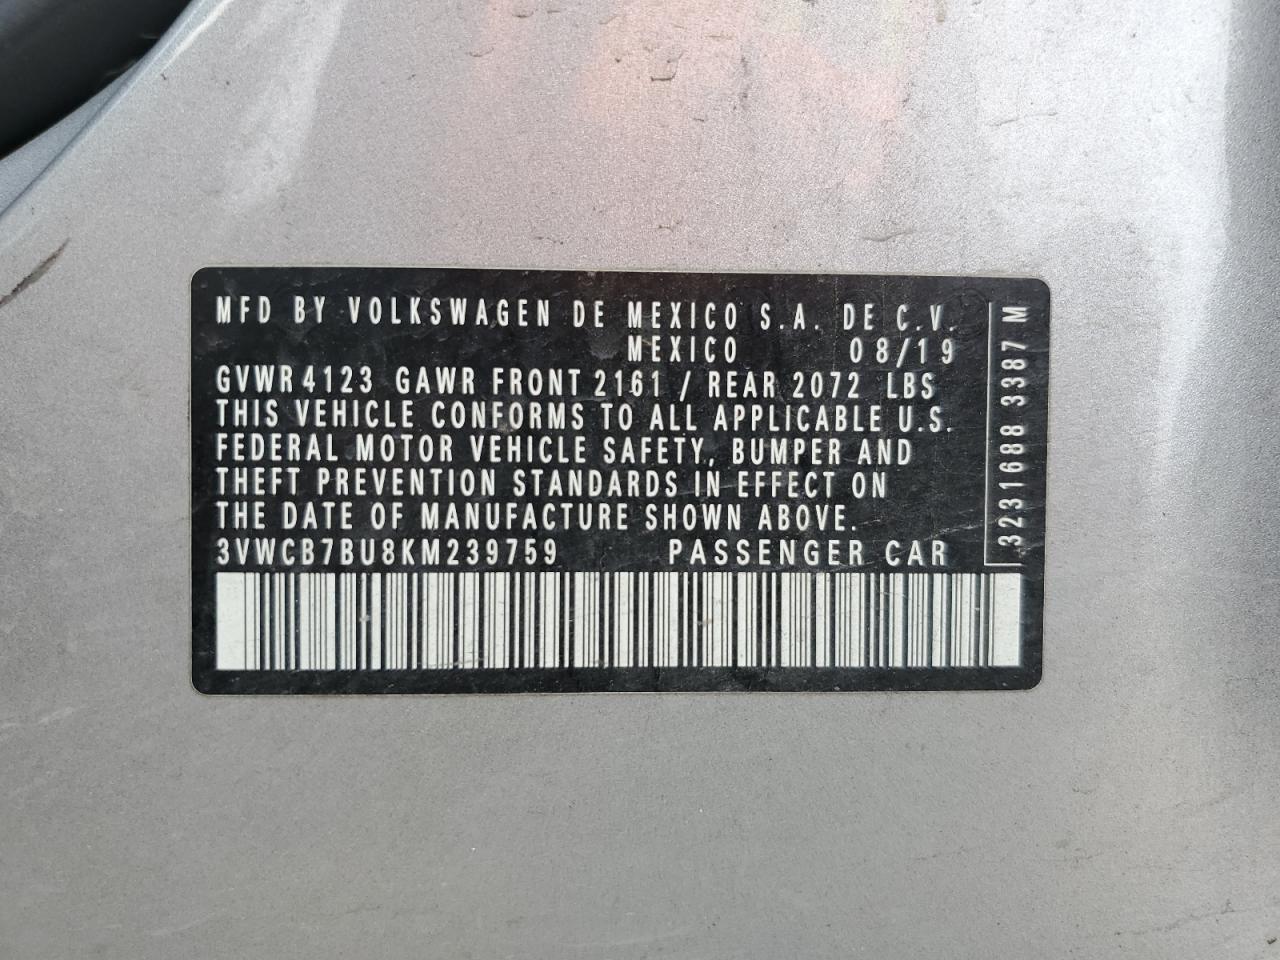 MFD BY VOLKSWAGEN DE MEXICO S.A. DE C.V.
MEXICO 08/19
GVWR 4123 GAWR FRONT 2161 / REAR 2072 LBS
THIS VEHICLE CONFORMS TO ALL APPLICABLE U.S.
FEDERAL MOTOR VEHICLE SAFETY, BUMPER AND
THEFT PREVENTION STANDARDS IN EFFECT ON
THE DATE OF MANUFACTURE SHOWN ABOVE.
3VWCB7BU8KM239759 PASSENGER CAR
3231688 3387 M